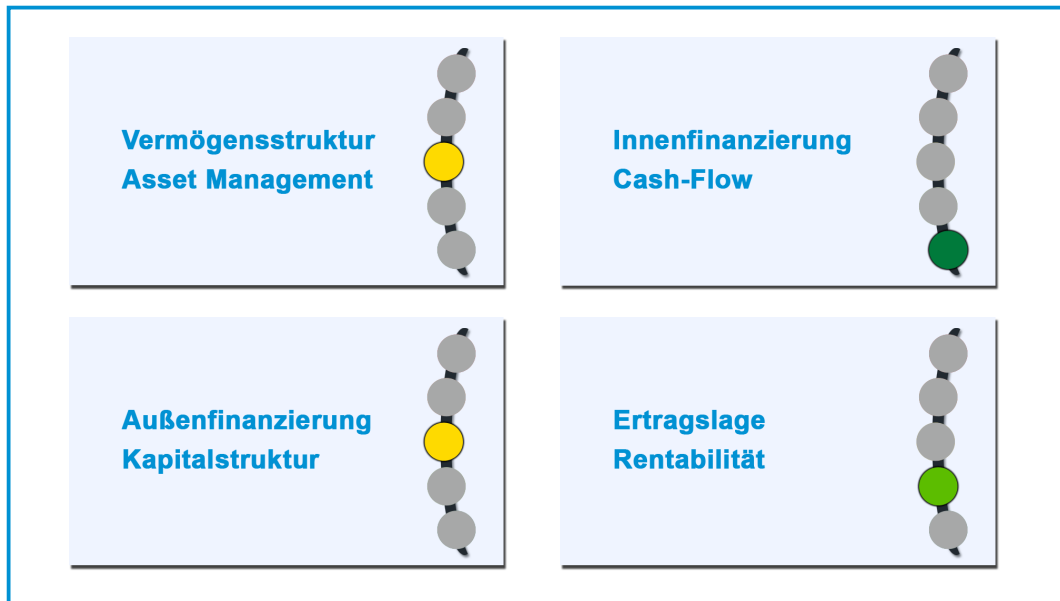 Vermögensstruktur
Asset Management
Innenfinanzierung
Cash-Flow
Außenfinanzierung
Kapitalstruktur
Ertragslage
Rentabilität